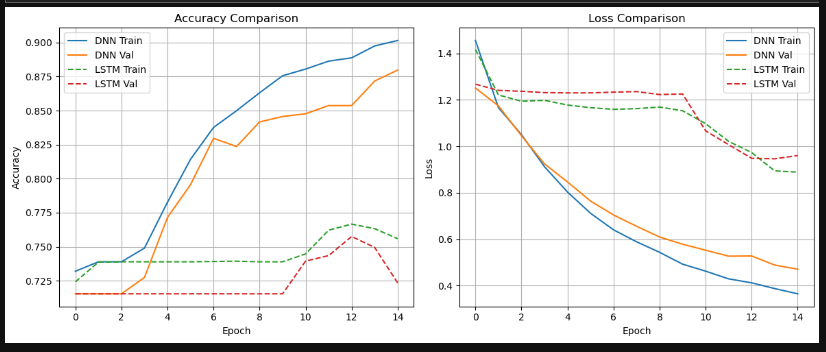 Accuracy Comparison
DNN Train
DNN Val
LSTM Train
LSTM Val
0.900
0.875
0.850
0.825
0.800
0.775
0.750
0.725
Accuracy
0 2 4 6 8 10 12 14
Epoch
Loss Comparison
DNN Train
DNN Val
LSTM Train
LSTM Val
1.4
1.2
1.0
0.8
0.6
0.4
Loss
0 2 4 6 8 10 12 14
Epoch